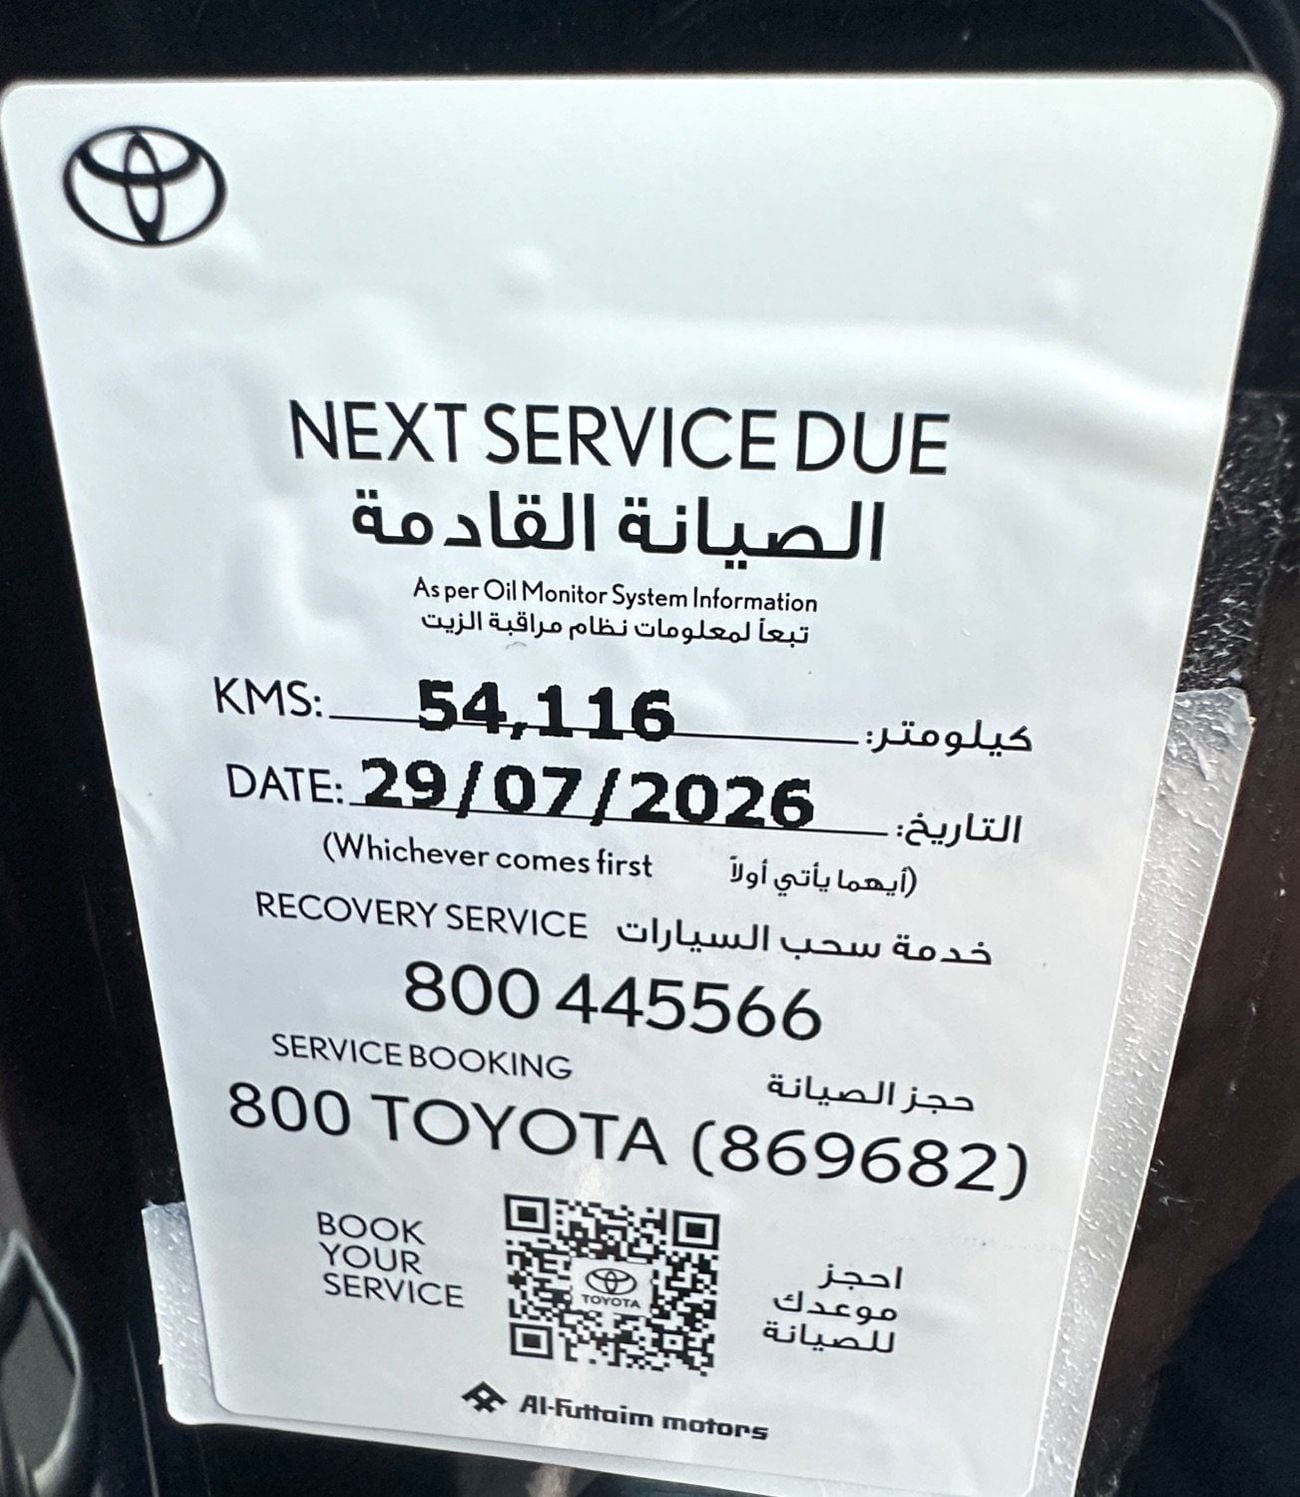 NEXT SERVICE DUE
الصيانة القادمة
As per Oil Monitor System Information
تبعاً لمعلومات نظام مراقبة الزيت
KMS: 54,116 كيلومتر:
DATE: 29/07/2026 التاريخ:
(Whichever comes first (أيهما يأتي أولاً
RECOVERY SERVICE خدمة سحب السيارات
800 445566
SERVICE BOOKING حجز الصيانة
800 TOYOTA (869682)
BOOK YOUR SERVICE
TOYOTA
احجز موعدك للصيانة
Al-Futtaim motors